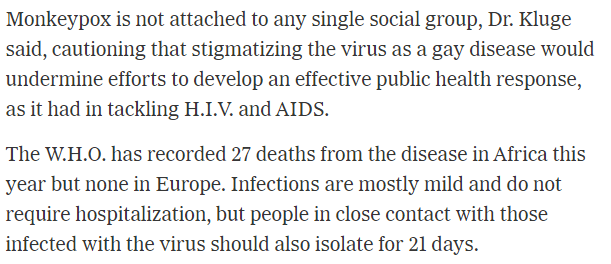 Monkeypox is not attached to any single social group, Dr. Kluge
said, cautioning that stigmatizing the virus as a gay disease would
undermine efforts to develop an effective public health response,
as it had in tackling H.I.V. and AIDS.
The W.H.O. has recorded 27 deaths from the disease in Africa this
year but none in Europe. Infections are mostly mild and do not
require hospitalization, but people in close contact with those
infected with the virus should also isolate for 21 days.